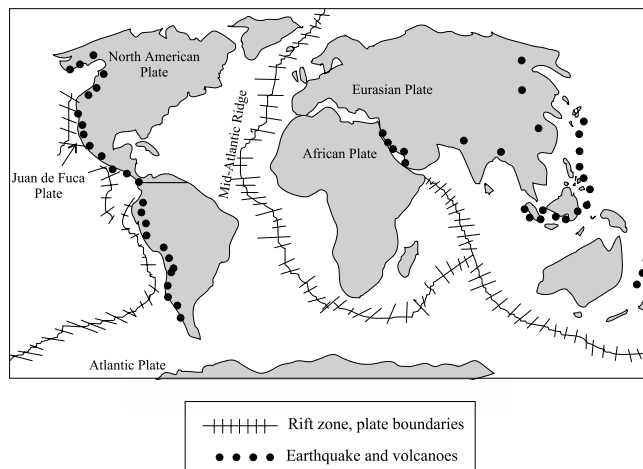 North American
Plate
Eurasian Plate
Mid-Atlantic Ridge
African Plate
Juan de Fuca
Plate
Atlantic Plate
Rift zone, plate boundaries
Earthquake and volcanoes